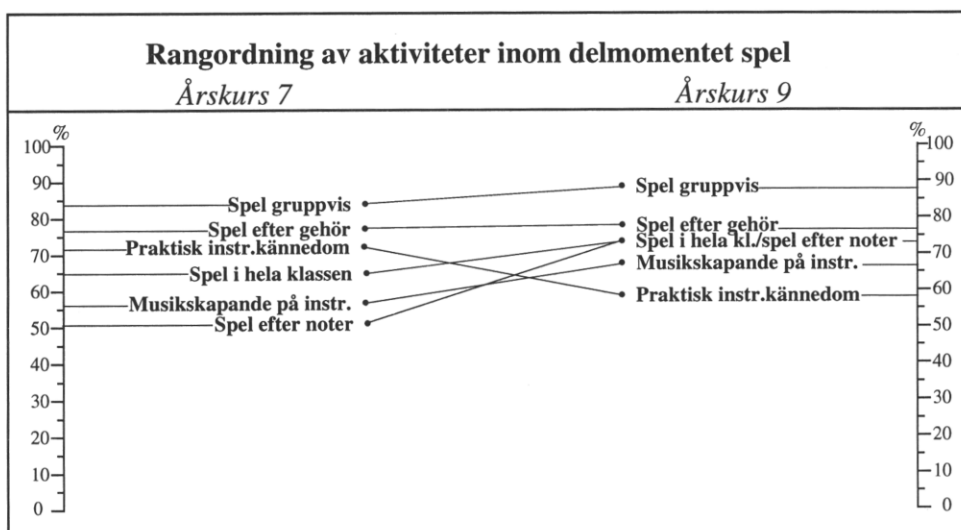 Rangordning av aktiviteter inom delmomentet spel
Årskurs 7
Årskurs 9
%
100
90
80
70
60
50
40
30
20
10
0
Spel gruppvis
Spel efter gehör
Praktisk instr.kännedom
Spel i hela klassen
Musikskapande på instr.
Spel efter noter
Spel gruppvis
Spel efter gehör
Spel i hela kl./spel efter noter
Musikskapande på instr.
Praktisk instr.kännedom
%
100
90
80
70
60
50
40
30
20
10
0